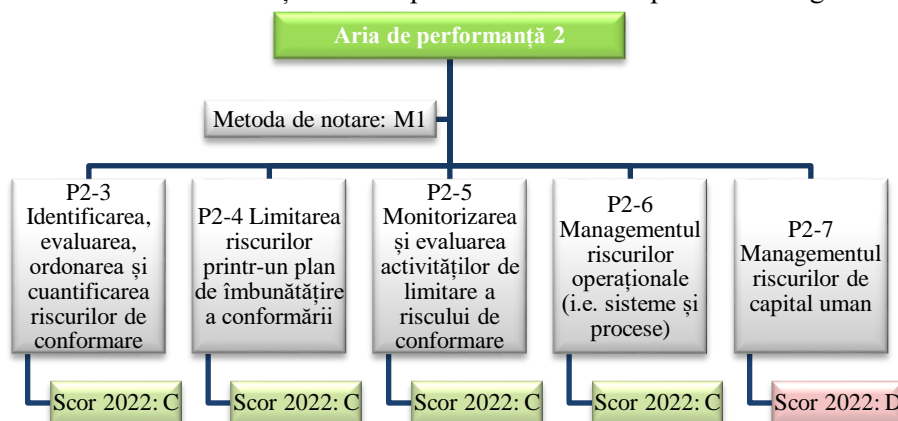 Aria de performanță 2
Metoda de notare: M1
P2-3
Identificarea,
evaluarea,
ordonarea și
cuantificarea
riscurilor de
conformare
P2-4 Limitarea
riscurilor
printr-un plan
de îmbunătățire
a conformării
P2-5
Monitorizarea
și evaluarea
activităților de
limitare a
riscului de
conformare
P2-6
Managementul
riscurilor
operaționale
(i.e. sisteme și
procese)
P2-7
Managementul
riscurilor de
capital uman
Scor 2022: C
Scor 2022: C
Scor 2022: C
Scor 2022: C
Scor 2022: D